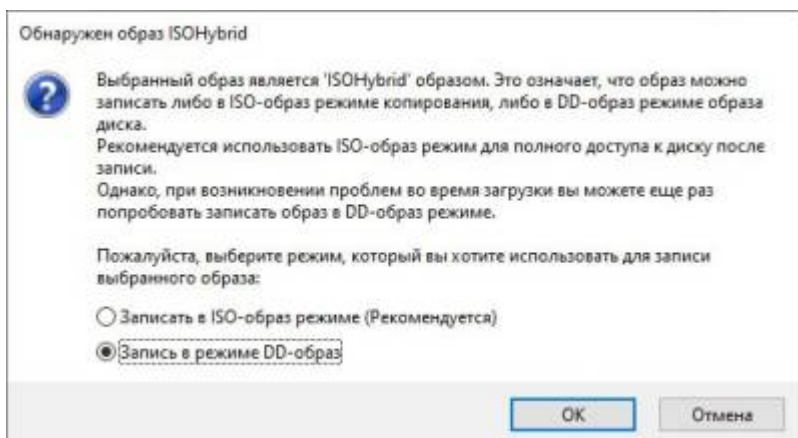 Обнаружен образ ISOHybrid
Выбранный образ является 'ISOHybrid' образом. Это означает, что образ можно
записать либо в ISO-образ режиме копирования, либо в DD-образ режиме образа
диска.
Рекомендуется использовать ISO-образ режим для полного доступа к диску после
записи.
Однако, при возникновении проблем во время загрузки вы можете еще раз
попробовать записать образ в DD-образ режиме.
Пожалуйста, выберите режим, который вы хотите использовать для записи
выбранного образа:
Записать в ISO-образ режиме (Рекомендуется)
Запись в режиме DD-образ
OK
Отмена